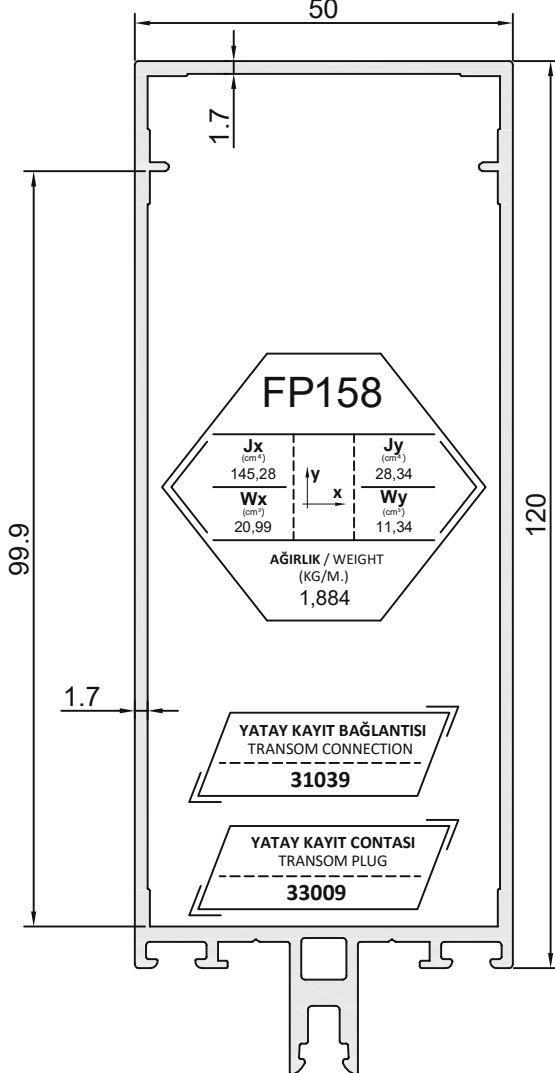 50
1.7
FP158
Jx
(cm⁴)
145,28
Jy
(cm⁴)
28,34
y
x
Wx
(cm³)
20,99
Wy
(cm³)
11,34
AĞIRLIK / WEIGHT
(KG/M.)
1,884
99.9
120
1.7
YATAY KAYIT BAĞLANTISI
TRANSOM CONNECTION
31039
YATAY KAYIT CONTASI
TRANSOM PLUG
33009